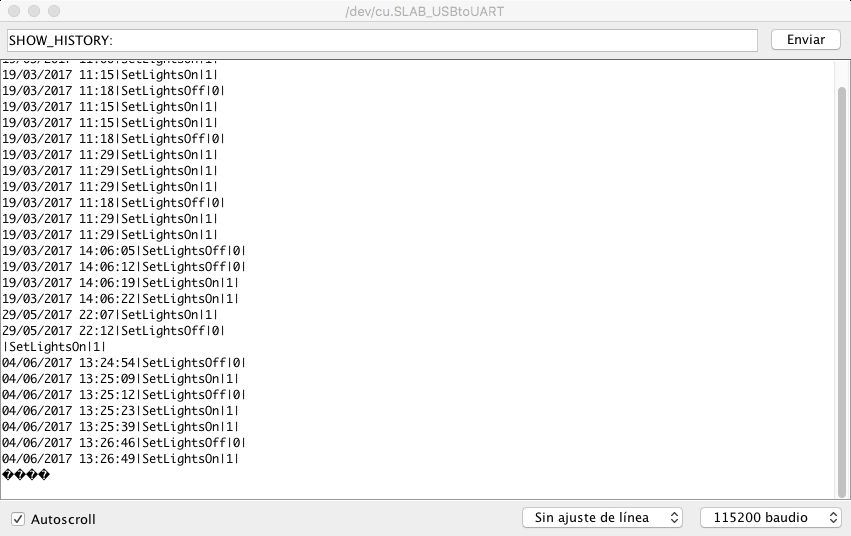 /dev/cu.SLAB_USBtoUART
SHOW_HISTORY:
Enviar
19/03/2017 11:15|SetLightsOn|1|
19/03/2017 11:18|SetLightsOff|0|
19/03/2017 11:15|SetLightsOn|1|
19/03/2017 11:15|SetLightsOn|1|
19/03/2017 11:18|SetLightsOff|0|
19/03/2017 11:29|SetLightsOn|1|
19/03/2017 11:29|SetLightsOn|1|
19/03/2017 11:29|SetLightsOn|1|
19/03/2017 11:18|SetLightsOff|0|
19/03/2017 11:29|SetLightsOn|1|
19/03/2017 11:29|SetLightsOn|1|
19/03/2017 14:06:05|SetLightsOff|0|
19/03/2017 14:06:12|SetLightsOff|0|
19/03/2017 14:06:19|SetLightsOn|1|
19/03/2017 14:06:22|SetLightsOn|1|
29/05/2017 22:07|SetLightsOn|1|
29/05/2017 22:12|SetLightsOff|0|
|SetLightsOn|1|
04/06/2017 13:24:54|SetLightsOff|0|
04/06/2017 13:25:09|SetLightsOn|1|
04/06/2017 13:25:12|SetLightsOff|0|
04/06/2017 13:25:23|SetLightsOn|1|
04/06/2017 13:25:39|SetLightsOn|1|
04/06/2017 13:26:46|SetLightsOff|0|
04/06/2017 13:26:49|SetLightsOn|1|
����
Autoscroll
Sin ajuste de línea
115200 baudio